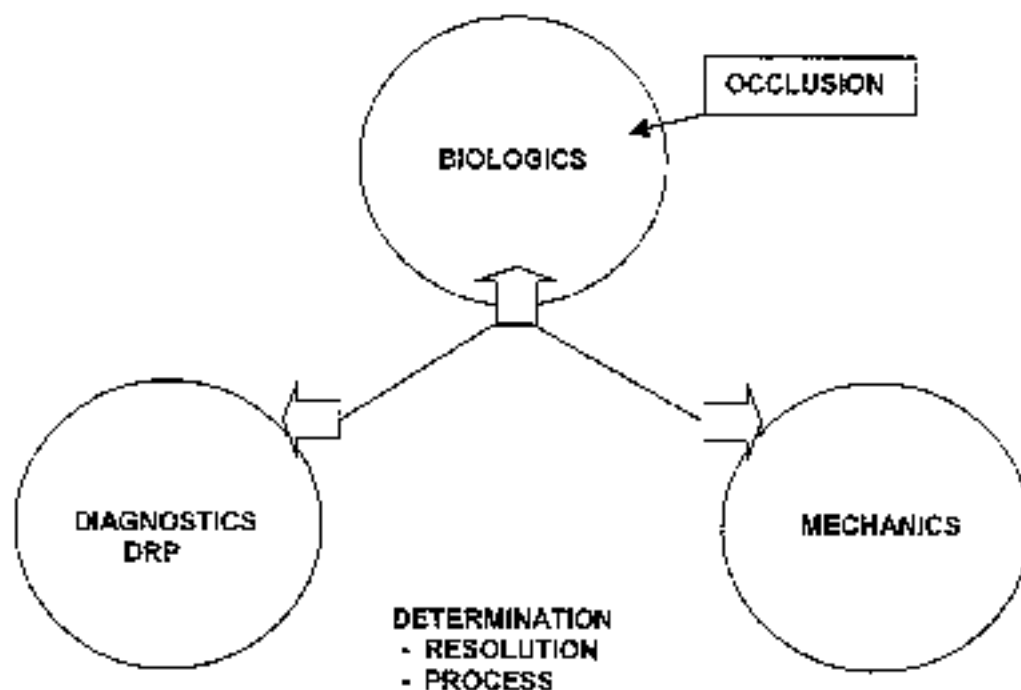 OCCLUSION
BIOLOGICS
DIAGNOSTICS
DRP
MECHANICS
DETERMINATION
- RESOLUTION
- PROCESS